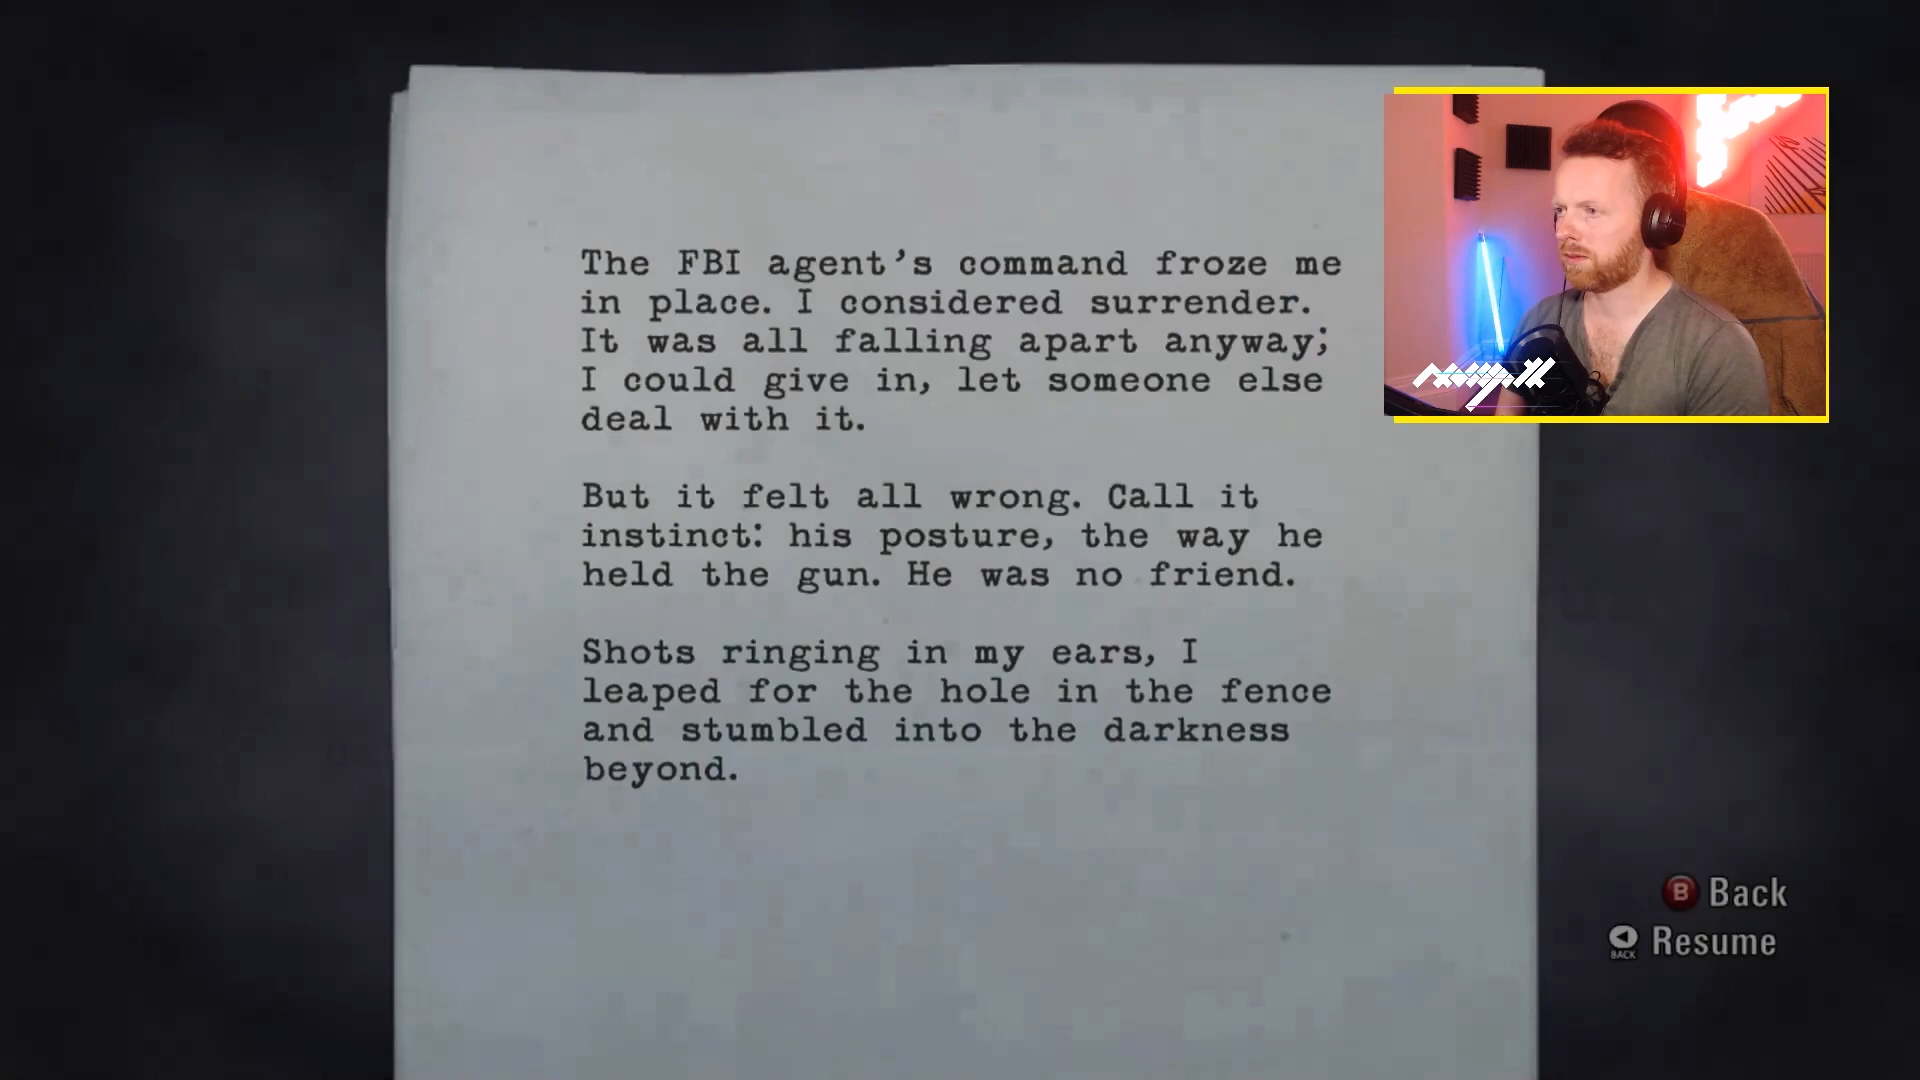 The FBI agent's command froze me
in place. I considered surrender.
It was all falling apart anyway;
I could give in, let someone else
deal with it.
But it felt all wrong. Call it
instinct: his posture, the way he
held the gun. He was no friend.
Shots ringing in my ears, I
leaped for the hole in the fence
and stumbled into the darkness
beyond.
B Back
BACK Resume